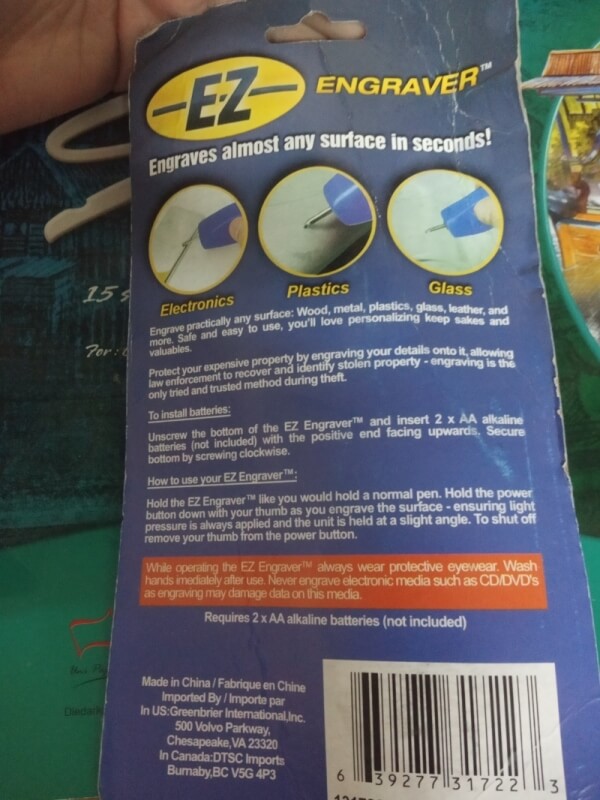 E-Z ENGRAVER™
Engraves almost any surface in seconds!
Electronics Plastics Glass
Engrave practically any surface: Wood, metal, plastics, glass, leather, and
more. Safe and easy to use, you'll love personalizing keep sakes and
valuables.
Protect your expensive property by engraving your details onto it, allowing
law enforcement to recover and identify stolen property - engraving is the
only tried and trusted method during theft.
To install batteries:
Unscrew the bottom of the EZ Engraver™ and insert 2 x AA alkaline
batteries (not included) with the positive end facing upwards. Secure
bottom by screwing clockwise.
How to use your EZ Engraver™:
Hold the EZ Engraver™ like you would hold a normal pen. Hold the power
button down with your thumb as you engrave the surface - ensuring light
pressure is always applied and the unit is held at a slight angle. To shut off
remove your thumb from the power button.
While operating the EZ Engraver™ always wear protective eyewear. Wash
hands imediately after use. Never engrave electronic media such as CD/DVD's
as engraving may damage data on this media.
Requires 2 x AA alkaline batteries (not included)
Made in China / Fabrique en Chine
Imported By / Importe par
In US:Greenbrier International,Inc.
500 Volvo Parkway,
Chesapeake,VA 23320
In Canada:DTSC Imports
Burnaby,BC V5G 4P3
6 39277 31722 3
15
For: